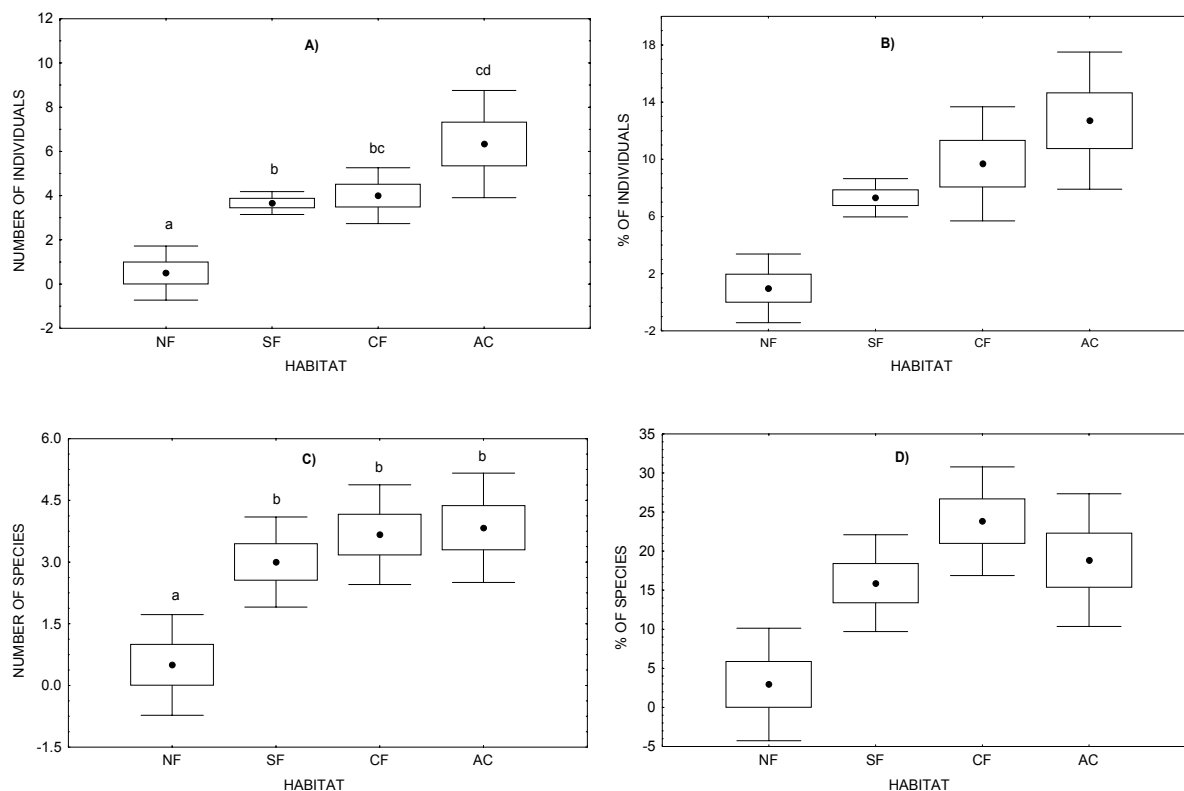 A)
NUMBER OF INDIVIDUALS
12
10
8
6
4
2
0
-2
a
b
bc
cd
NF SF CF AC
HABITAT
B)
% OF INDIVIDUALS
18
14
10
6
2
-2
NF SF CF AC
HABITAT
C)
NUMBER OF SPECIES
6.0
4.5
3.0
1.5
0.0
-1.5
a
b
b
b
NF SF CF AC
HABITAT
D)
% OF SPECIES
35
30
25
20
15
10
5
0
-5
NF SF CF AC
HABITAT